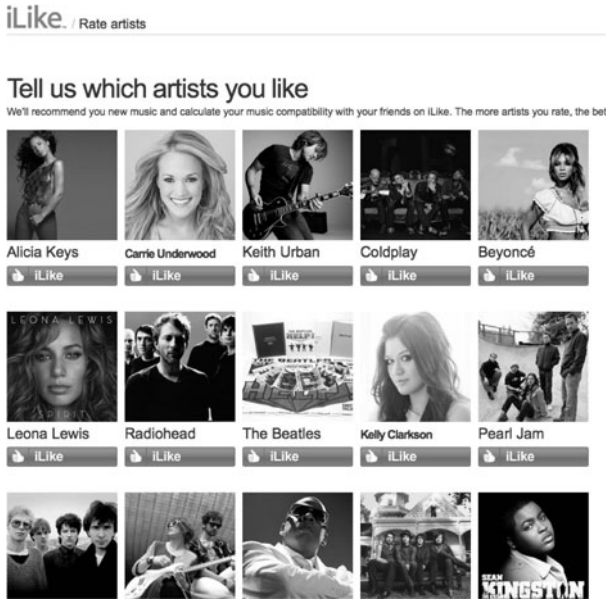 iLike / Rate artists
Tell us which artists you like
We'll recommend you new music and calculate your music compatibility with your friends on iLike. The more artists you rate, the bet
Alicia Keys Carrie Underwood Keith Urban Coldplay Beyoncé
iLike iLike iLike iLike iLike
LEONA LEWIS
THE BEATLES
HELP!
SPIRIT
Leona Lewis Radiohead The Beatles Kelly Clarkson Pearl Jam
iLike iLike iLike iLike iLike
SEAN
KINGSTON